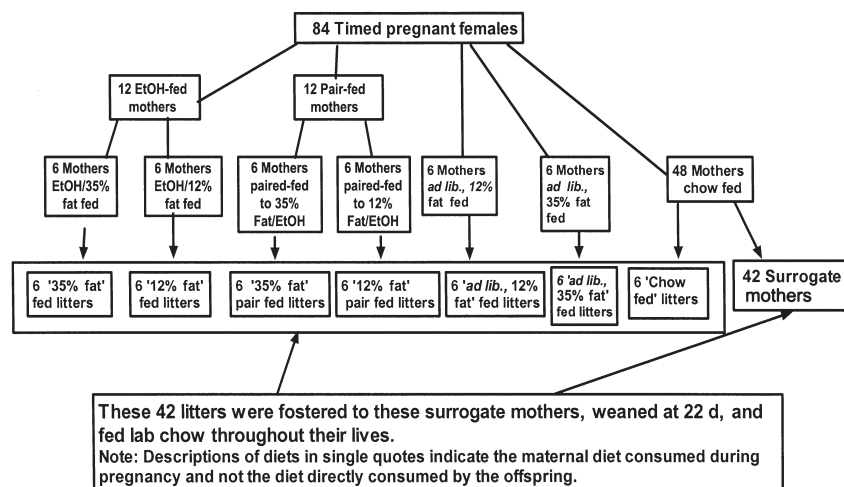 84 Timed pregnant females
12 EtOH-fed
mothers
12 Pair-fed
mothers
6 Mothers
EtOH/35%
fat fed
6 Mothers
EtOH/12%
fat fed
6 Mothers
paired-fed
to 35%
Fat/EtOH
6 Mothers
paired-fed
to 12%
Fat/EtOH
6 Mothers
ad lib., 12%
fat fed
6 Mothers
ad lib.,
35% fat
fed
48 Mothers
chow fed
6 '35% fat'
fed litters
6 '12% fat'
fed litters
6 '35% fat'
pair fed litters
6 '12% fat'
pair fed litters
6 'ad lib., 12%
fat' fed litters
6 'ad lib.,
35% fat'
fed litters
6 'Chow
fed' litters
42 Surrogate
mothers
These 42 litters were fostered to these surrogate mothers, weaned at 22 d, and
fed lab chow throughout their lives.
Note: Descriptions of diets in single quotes indicate the maternal diet consumed during
pregnancy and not the diet directly consumed by the offspring.